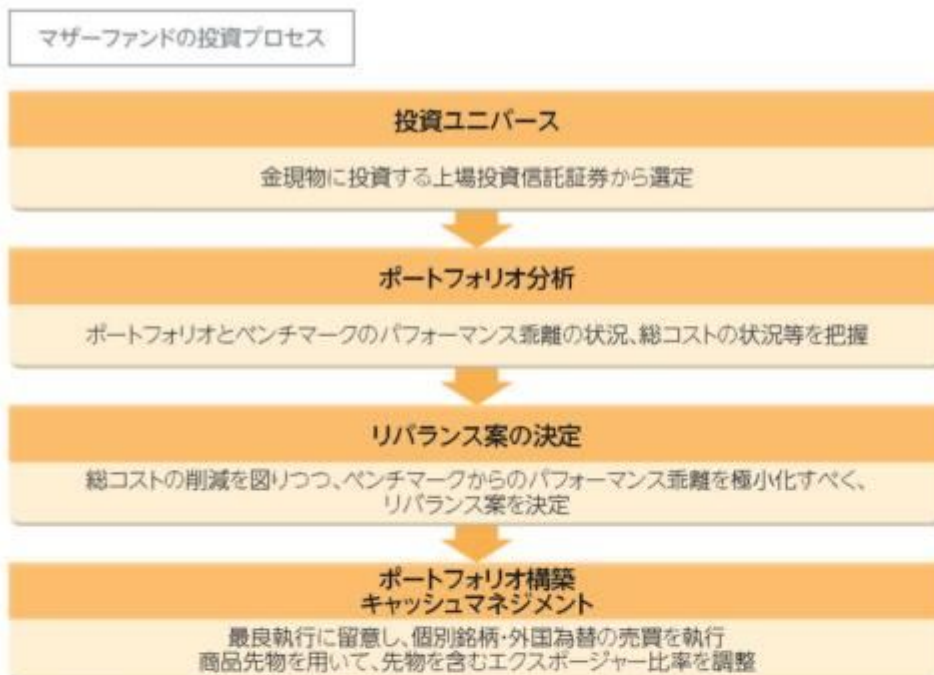 マザーファンドの投資プロセス
投資ユニバース
金現物に投資する上場投資信託証券から選定
ポートフォリオ分析
ポートフォリオとベンチマークのパフォーマンス乖離の状況、総コストの状況等を把握
リバランス案の決定
総コストの削減を図りつつ、ベンチマークからのパフォーマンス乖離を極小化すべく、
リバランス案を決定
ポートフォリオ構築
キャッシュマネジメント
最良執行に留意し、個別銘柄・外国為替の売買を執行
商品先物を用いて、先物を含むエクスポージャー比率を調整